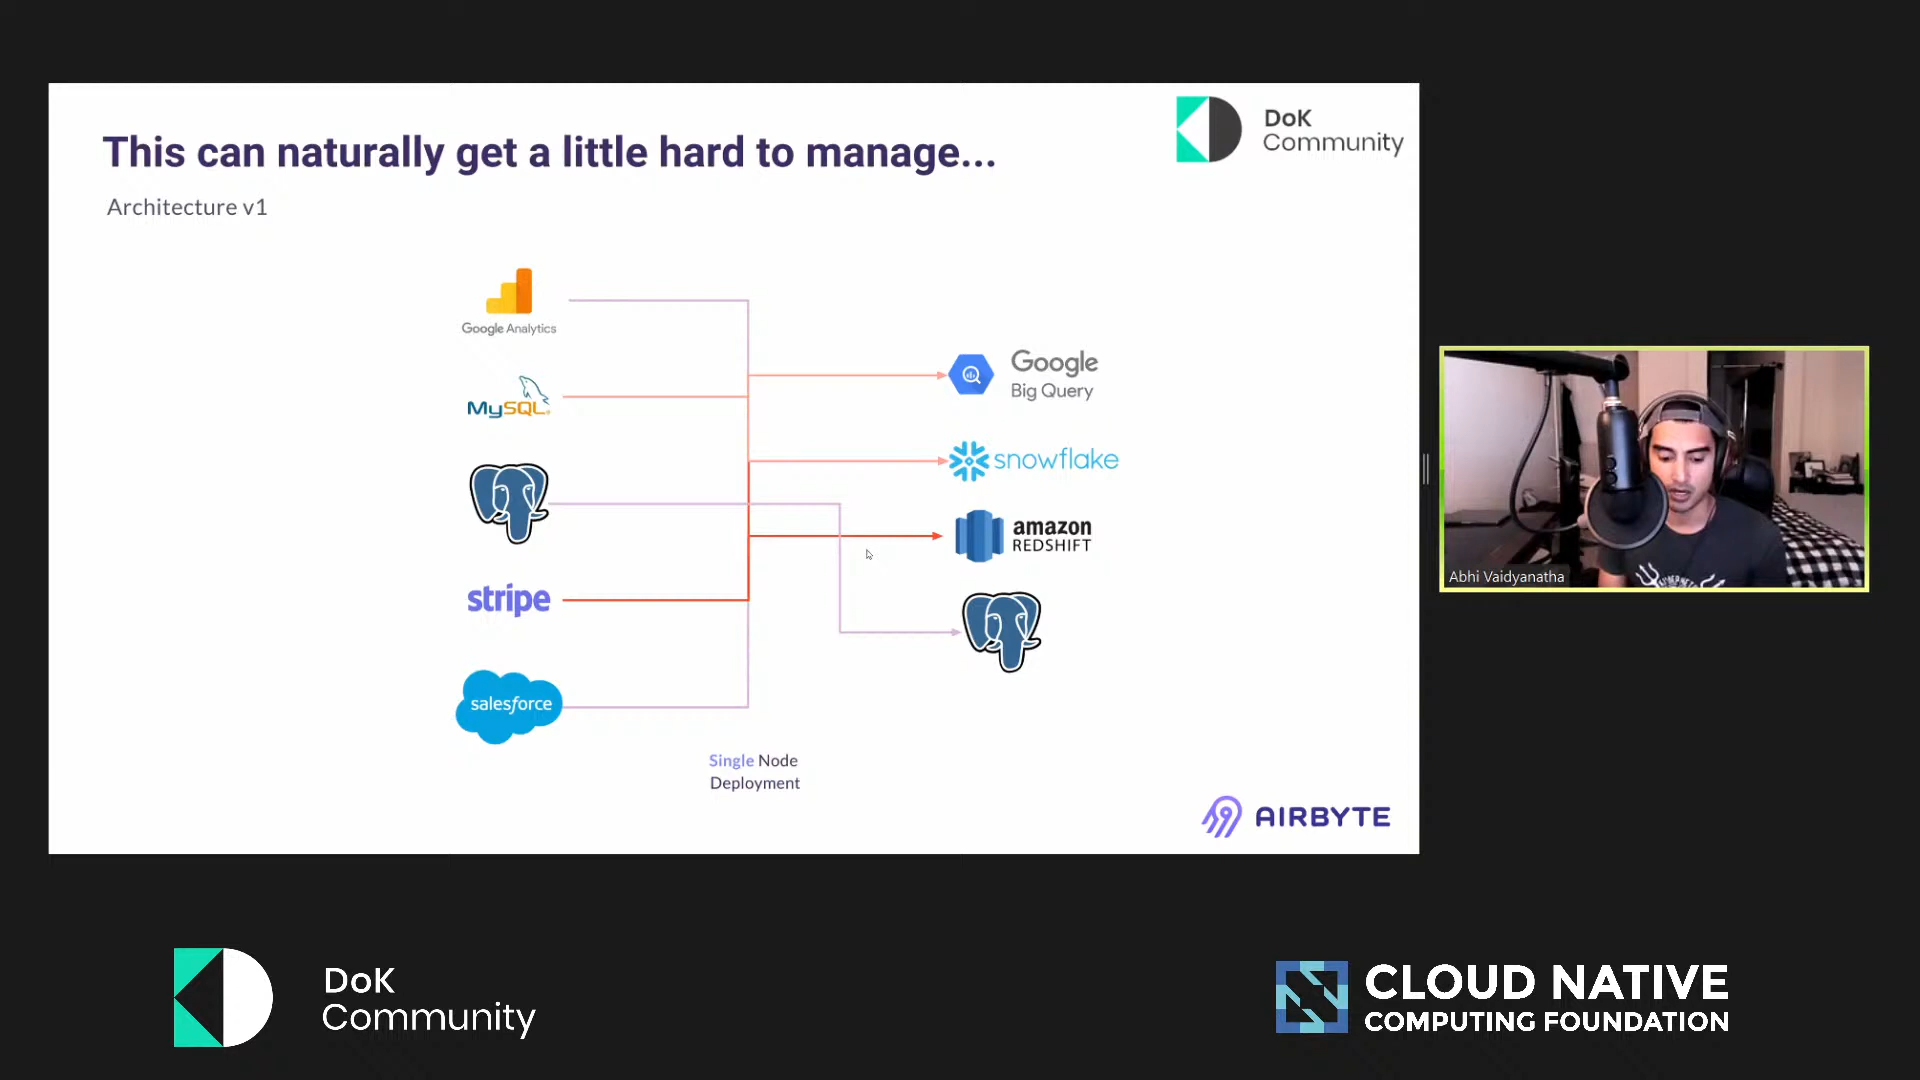 This can naturally get a little hard to manage...
DoK
Community
Architecture v1
Google Analytics
MySQL
stripe
salesforce
Google
Big Query
snowflake
amazon
REDSHIFT
Single Node
Deployment
AIRBYTE
Abhi Vaidyanatha
DoK
Community
CLOUD NATIVE
COMPUTING FOUNDATION